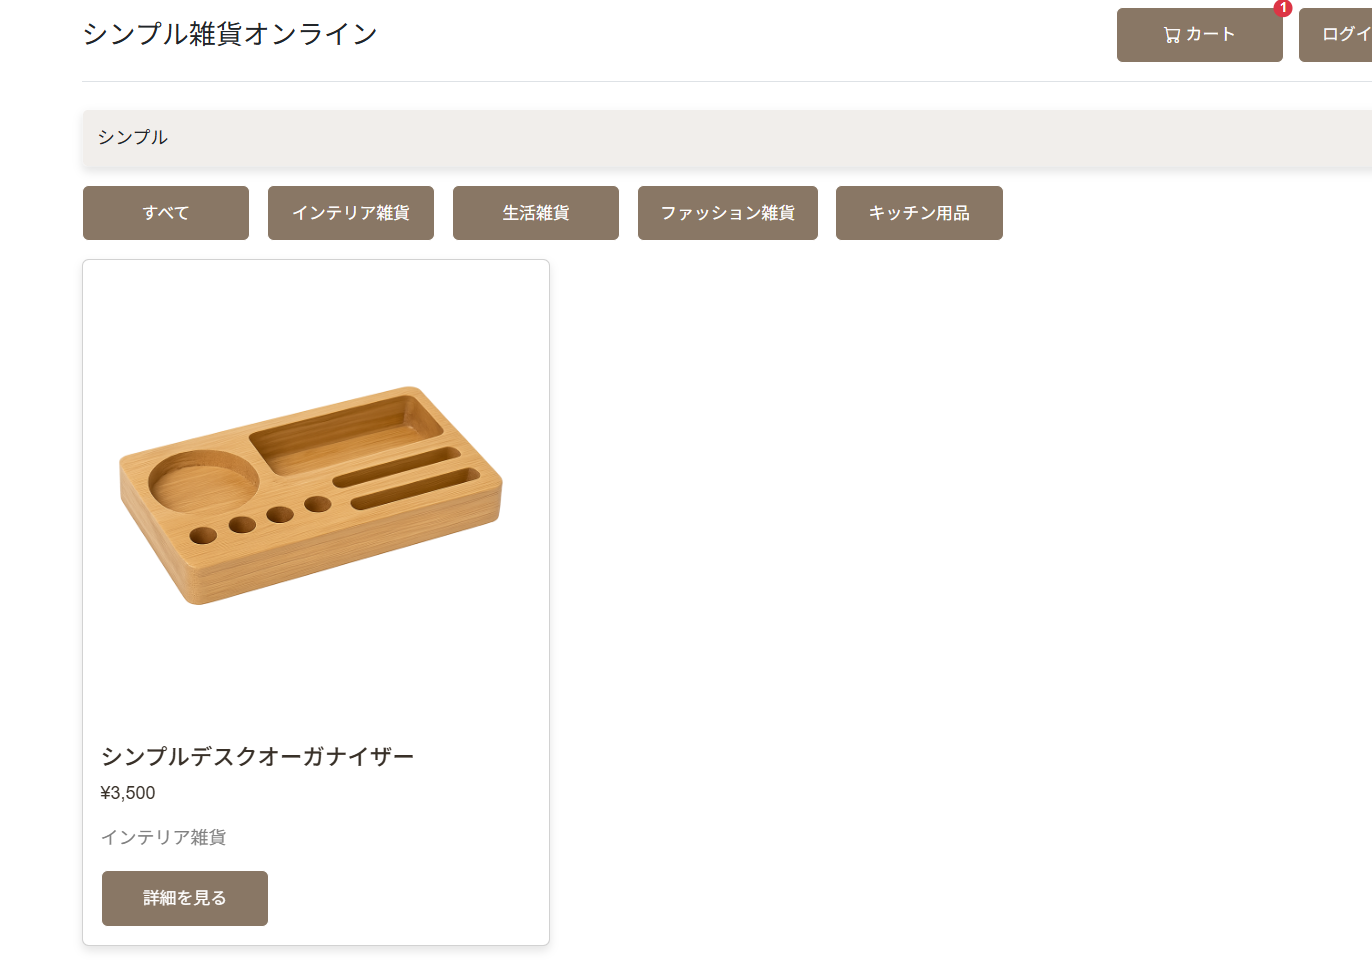 シンプル雑貨オンライン
カート
1
ログイ
シンプル
すべて
インテリア雑貨
生活雑貨
ファッション雑貨
キッチン用品
シンプルデスクオーガナイザー
¥3,500
インテリア雑貨
詳細を見る